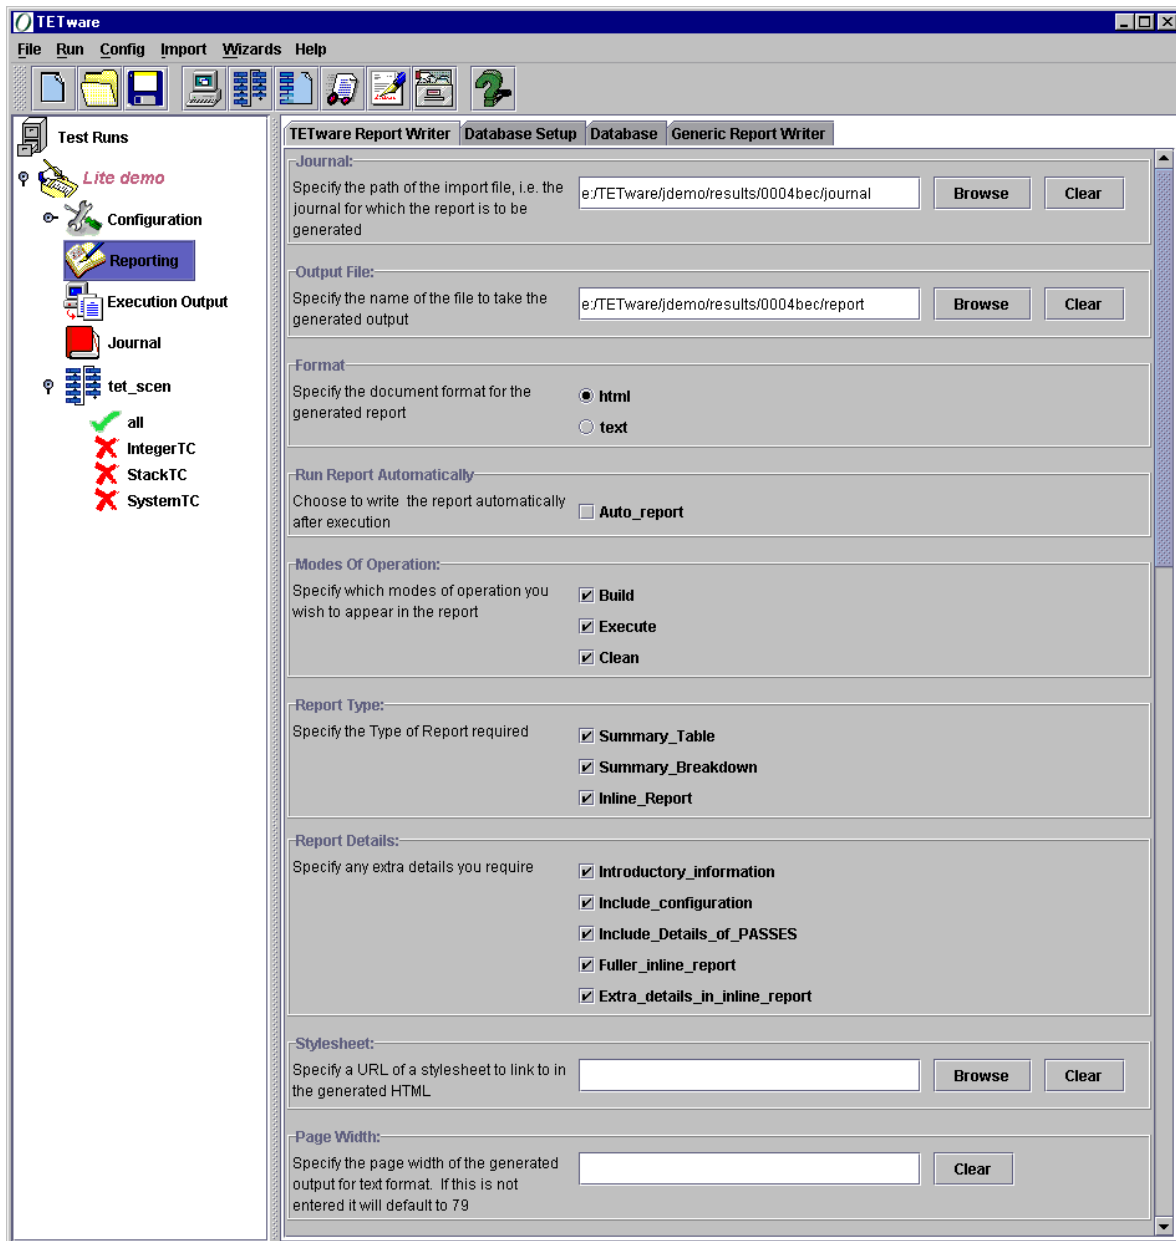 TETware
File Run Config Import Wizards Help
Test Runs
Lite demo
Configuration
Reporting
Execution Output
Journal
tet_scen
all
IntegerTC
StackTC
SystemTC
TETware Report Writer Database Setup Database Generic Report Writer
Journal:
Specify the path of the import file, i.e. the
journal for which the report is to be
generated
e:/TETware/jdemo/results/0004bec/journal Browse Clear
Output File:
Specify the name of the file to take the
generated output
e:/TETware/jdemo/results/0004bec/report Browse Clear
Format
Specify the document format for the
generated report
html
text
Run Report Automatically
Choose to write the report automatically
after execution
Auto_report
Modes Of Operation:
Specify which modes of operation you
wish to appear in the report
Build
Execute
Clean
Report Type:
Specify the Type of Report required
Summary_Table
Summary_Breakdown
Inline_Report
Report Details:
Specify any extra details you require
Introductory_information
Include_configuration
Include_Details_of_PASSES
Fuller_inline_report
Extra_details_in_inline_report
Stylesheet:
Specify a URL of a stylesheet to link to in
the generated HTML
Browse Clear
Page Width:
Specify the page width of the generated
output for text format. If this is not
entered it will default to 79
Clear